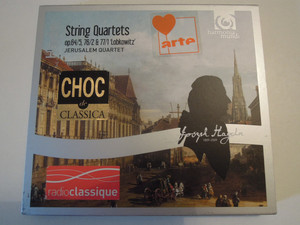 String Quartets
op.64/5, 76/2 & 77/1 'Lobkowitz'
JERUSALEM QUARTET
arte
harmonia
mundi
CHOC
de
CLASSICA
Joseph Haydn
radioclassique